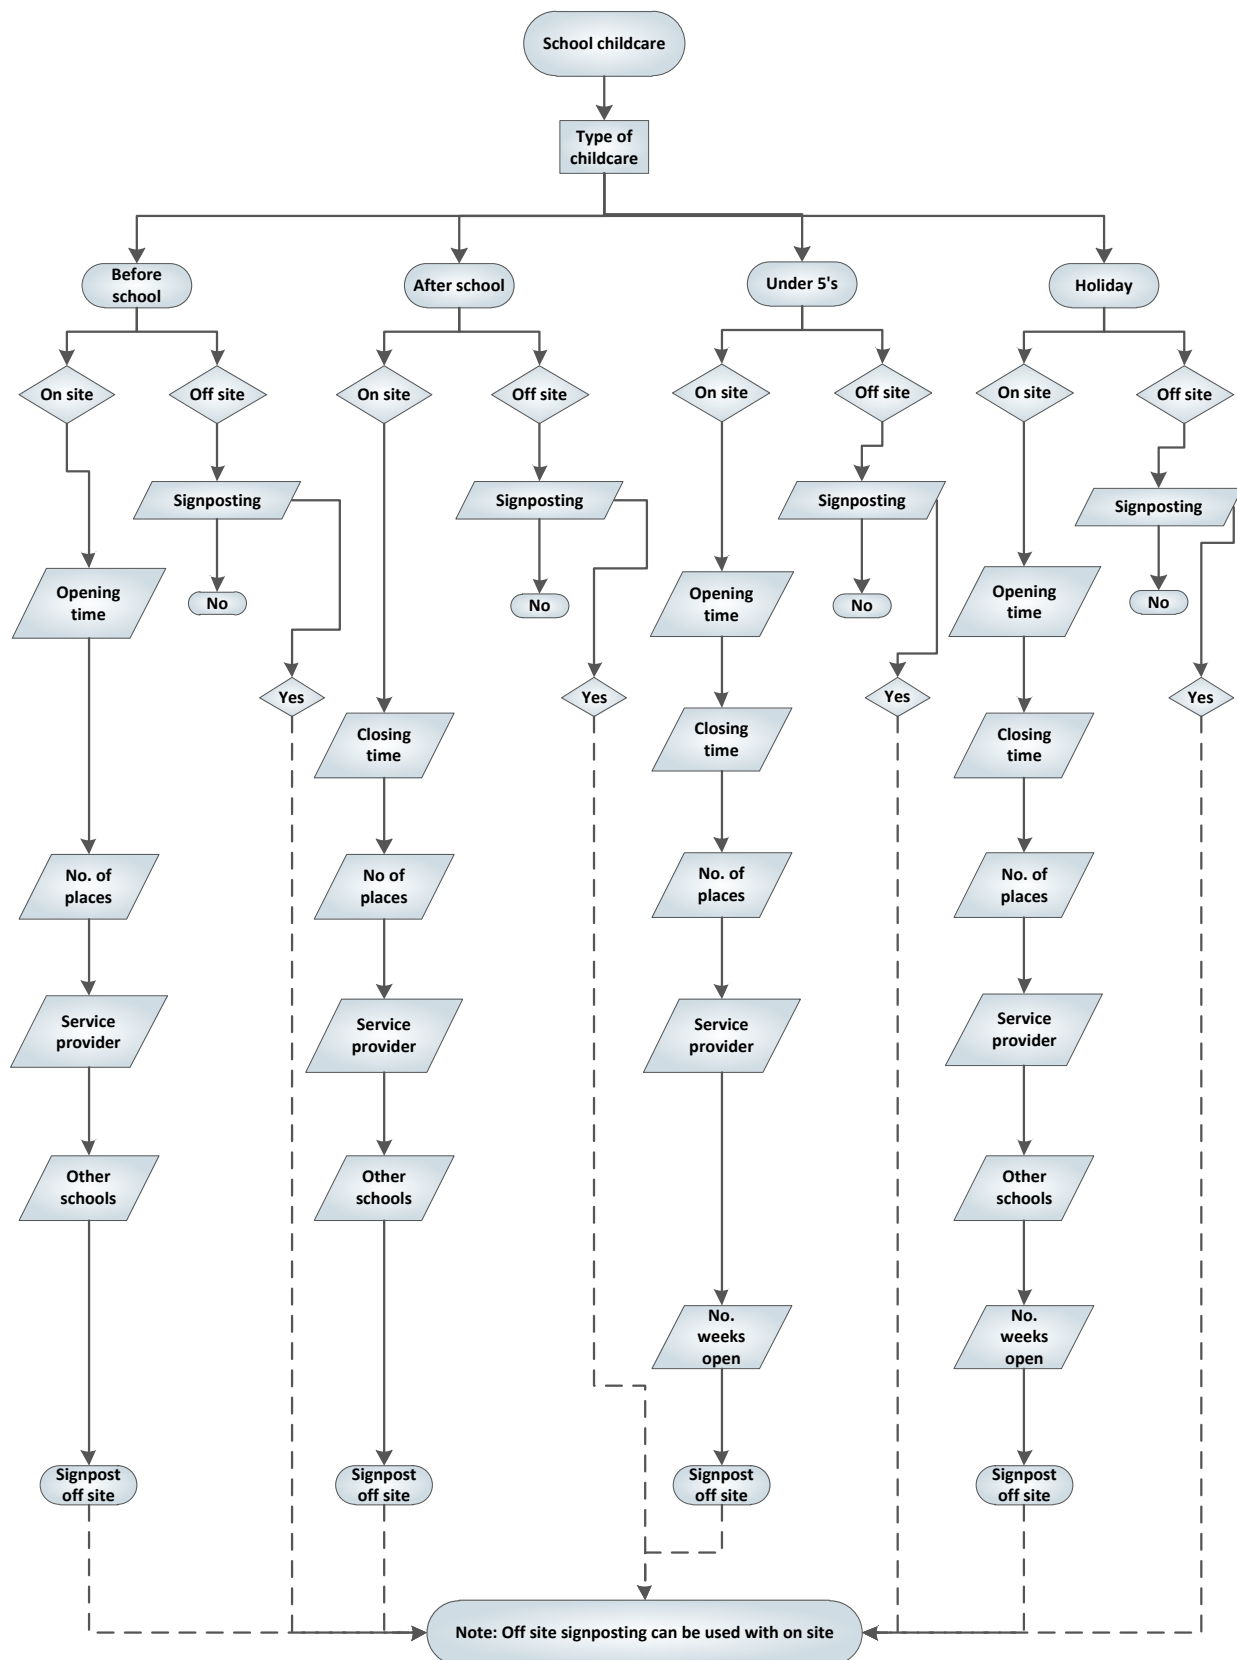 School childcare
Type of
childcare
Before
school
After school
Under 5's
Holiday
On site
Off site
On site
Off site
On site
Off site
On site
Off site
Signposting
Signposting
Signposting
Signposting
Opening
time
No
No
Opening
time
No
Opening
time
No
Yes
Closing
time
Yes
Closing
time
Yes
Closing
time
Yes
No. of
places
No of
places
No. of
places
No. of
places
Service
provider
Service
provider
Service
provider
Service
provider
Other
schools
Other
schools
Other
schools
No.
weeks
open
No.
weeks
open
Signpost
off site
Signpost
off site
Signpost
off site
Signpost
off site
Note: Off site signposting can be used with on site